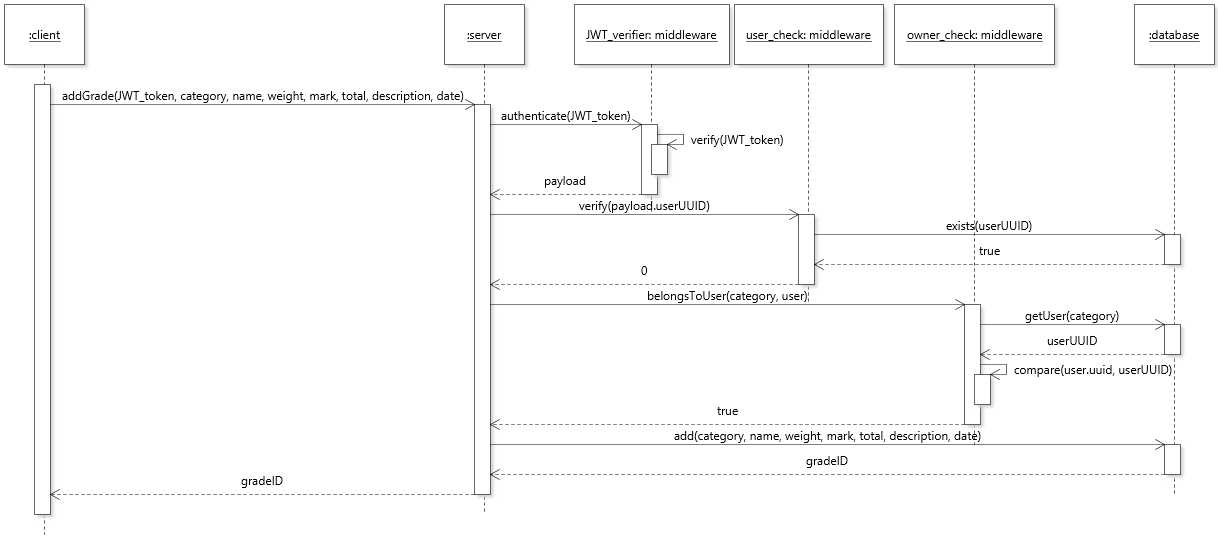 :client
:server
JWT_verifier: middleware
user_check: middleware
owner_check: middleware
:database
addGrade(JWT_token, category, name, weight, mark, total, description, date)
authenticate(JWT_token)
verify(JWT_token)
payload
verify(payload.userUUID)
exists(userUUID)
true
0
belongsToUser(category, user)
getUser(category)
userUUID
compare(user.uuid, userUUID)
true
add(category, name, weight, mark, total, description, date)
gradeID
gradeID